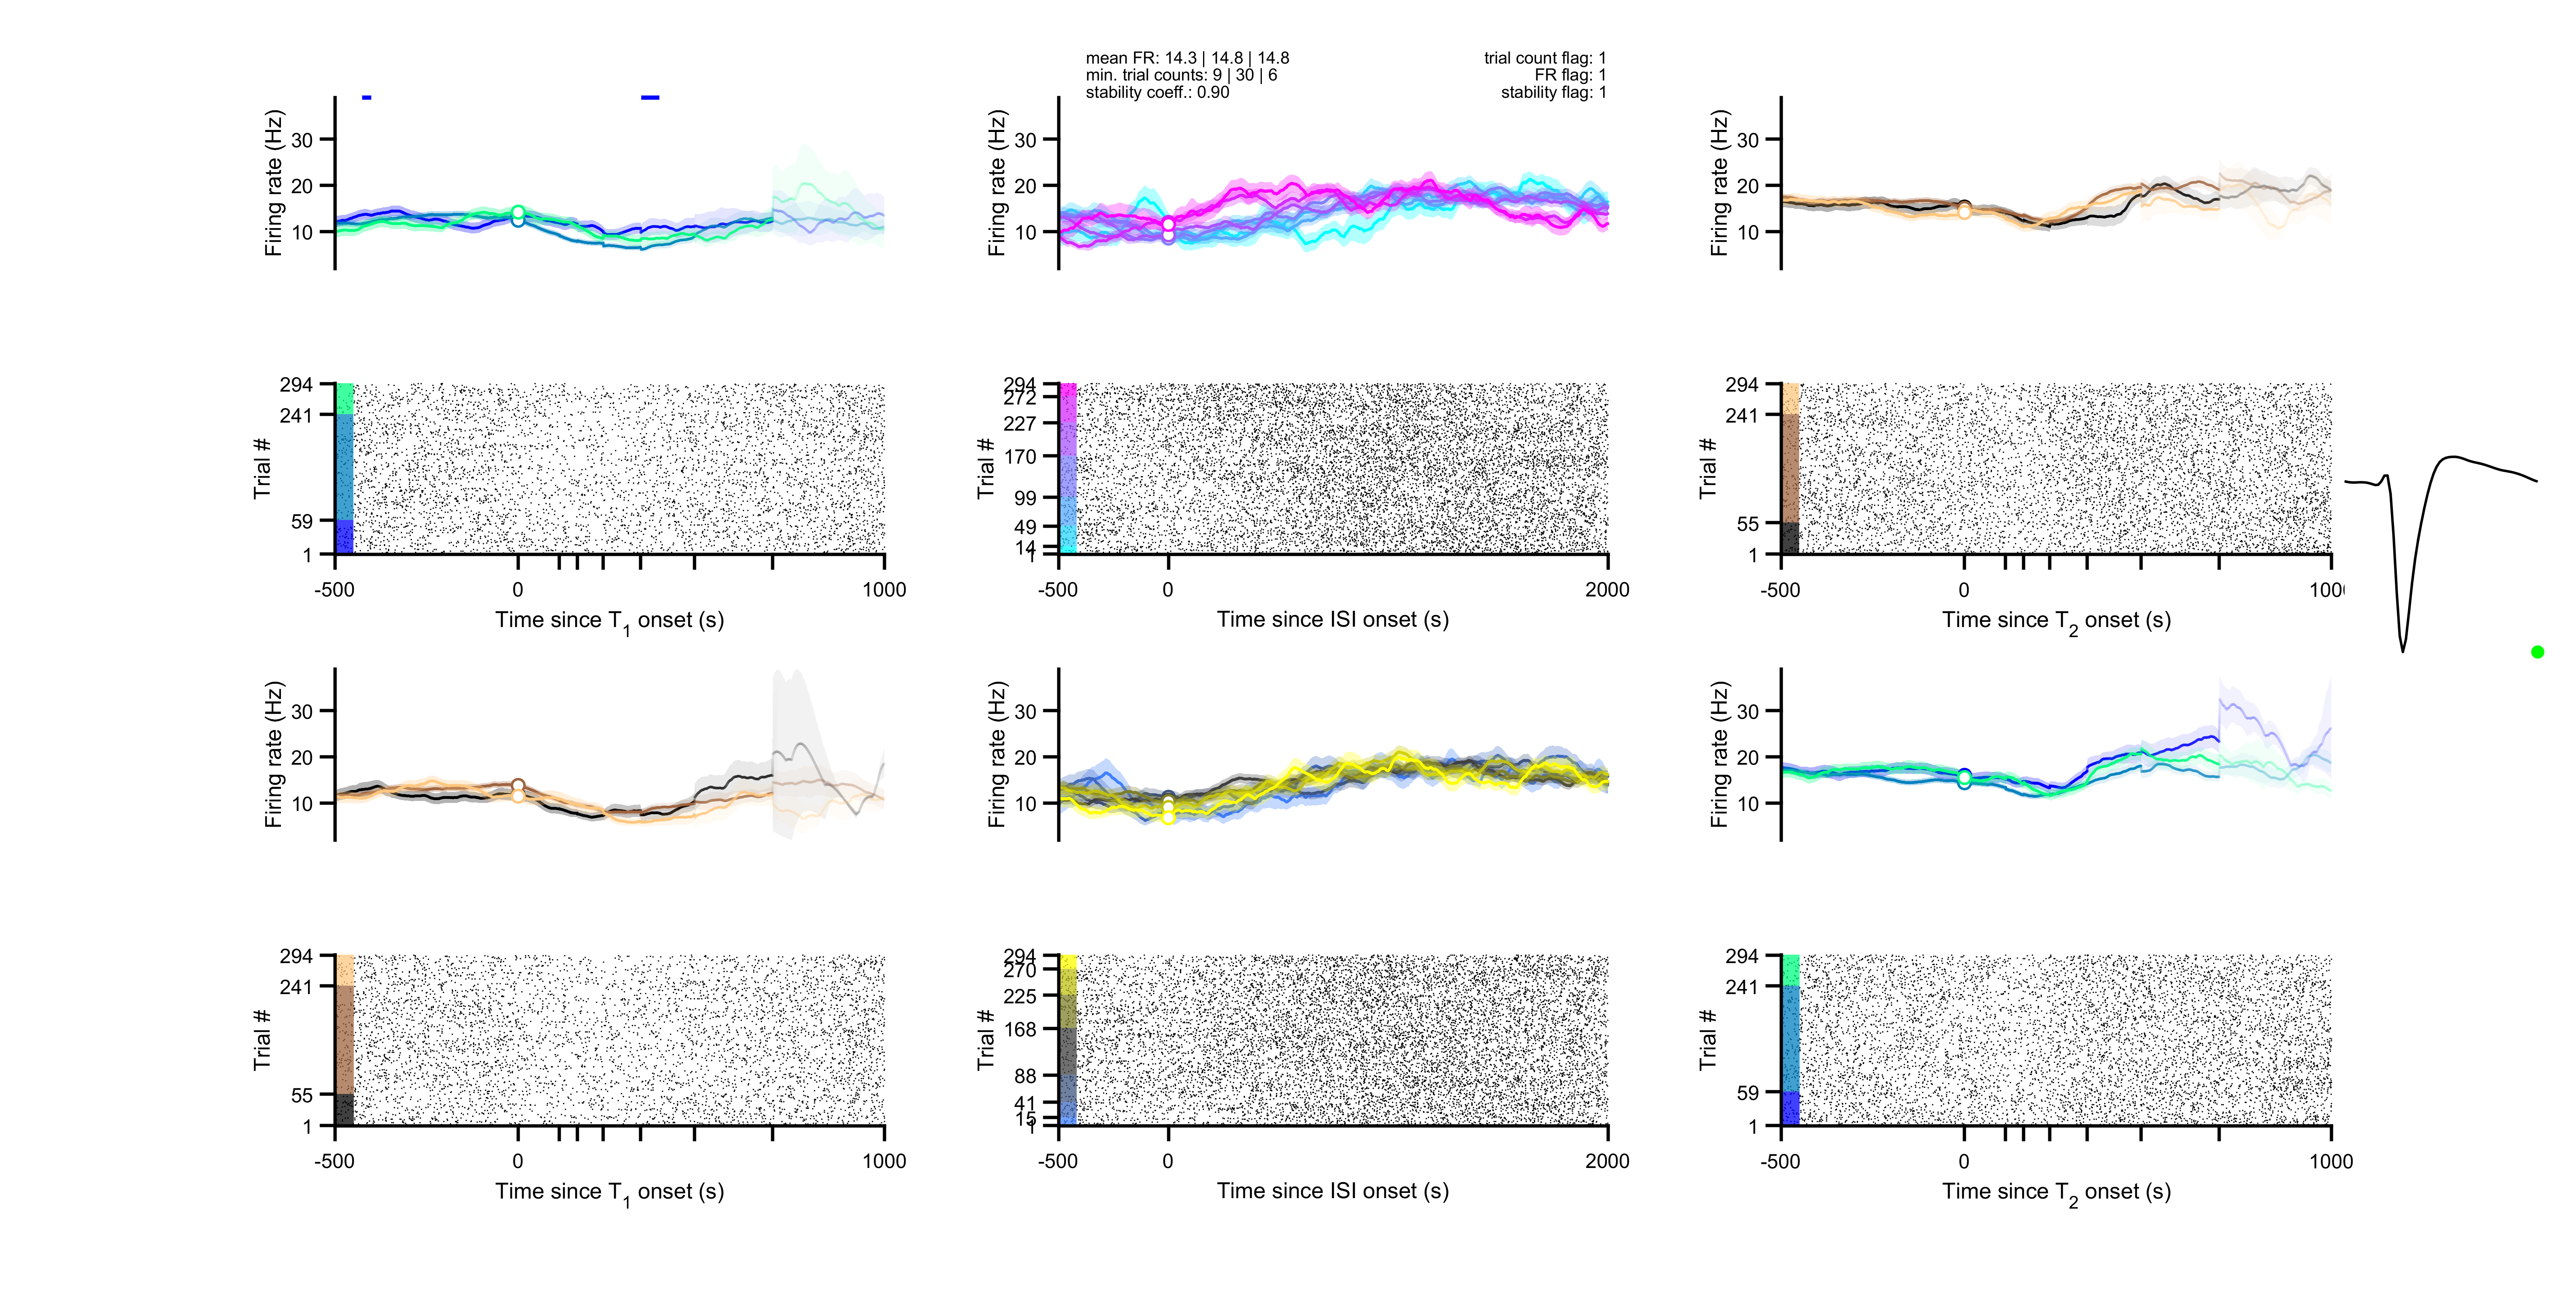 mean FR: 14.3 | 14.8 | 14.8
min. trial counts: 9 | 30 | 6
stability coeff.: 0.90
trial count flag: 1
FR flag: 1
stability flag: 1
Firing rate (Hz)
30
20
10
Firing rate (Hz)
30
20
10
Firing rate (Hz)
30
20
10
Trial #
294
241
59
1
-500
0
1000
Time since T1 onset (s)
Trial #
294
272
227
170
99
49
14
1
-500
0
2000
Time since ISI onset (s)
Trial #
294
241
55
1
-500
0
Time since T2 onset (s)
Firing rate (Hz)
30
20
10
Firing rate (Hz)
30
20
10
Firing rate (Hz)
30
20
10
Trial #
294
241
55
1
-500
0
1000
Time since T1 onset (s)
Trial #
294
270
225
168
88
41
15
1
-500
0
2000
Time since ISI onset (s)
Trial #
294
241
59
1
-500
0
1000
Time since T2 onset (s)